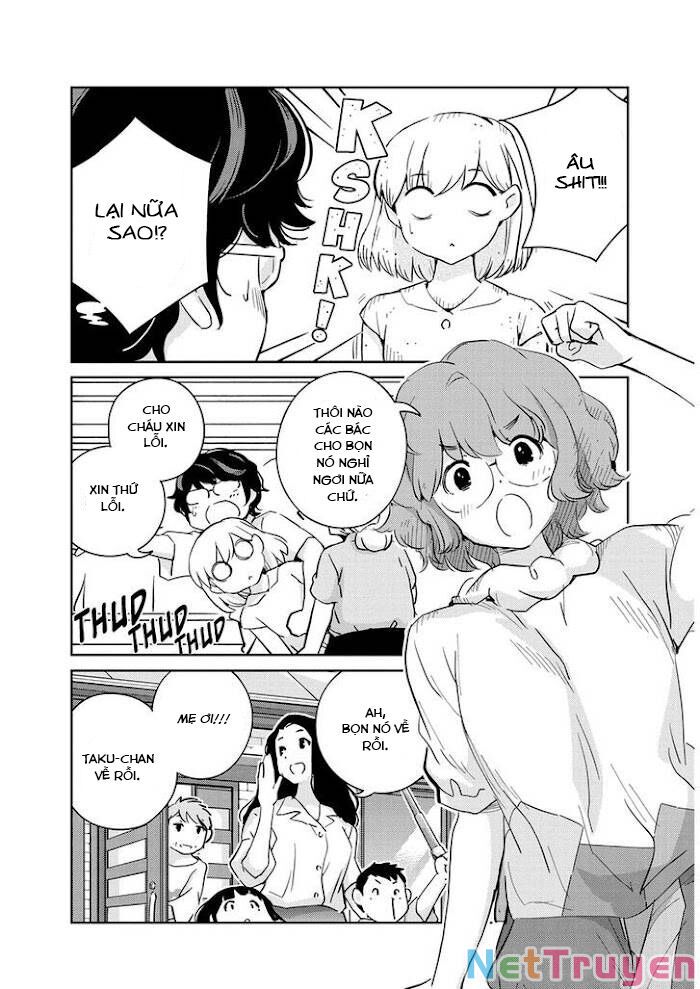 ÂU
SHIT!!!
KSHK!
LẠI NỮA
SAO!?
THÔI NÀO
CÁC BÁC
CHO BỌN
NÓ NGHỈ
NGƠI NỮA
CHỨ.
CHO
CHÁU XIN
LỖI.
XIN THỨ
LỖI.
THUD
THUD
THUD
AH,
BỌN NÓ VỀ
RỒI.
MẸ ƠI!!!
TAKU-CHAN
VỀ RỒI.
NetTruyen